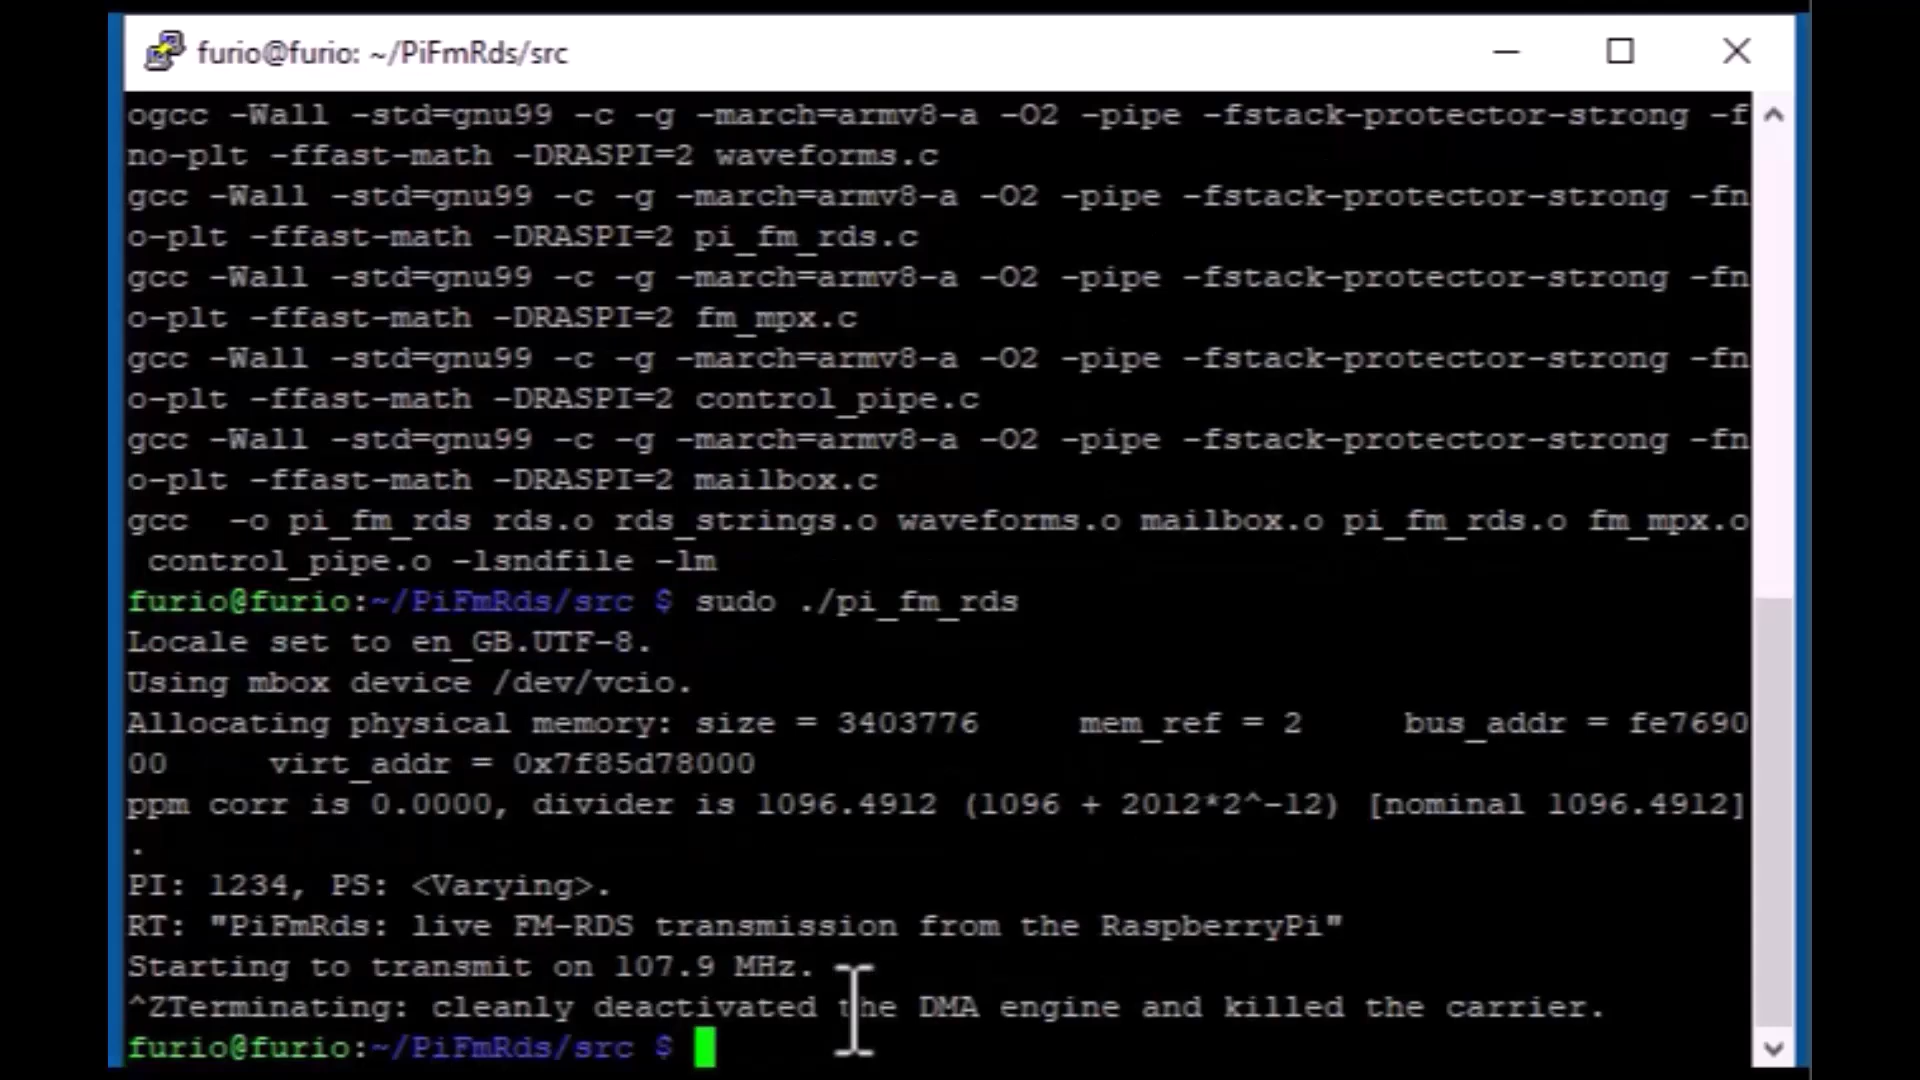 furio@furio: ~/PiFmRds/src
ogcc -Wall -std=gnu99 -c -g -march=armv8-a -O2 -pipe -fstack-protector-strong -f
no-plt -ffast-math -DRASPI=2 waveforms.c
gcc -Wall -std=gnu99 -c -g -march=armv8-a -O2 -pipe -fstack-protector-strong -fn
o-plt -ffast-math -DRASPI=2 pi_fm_rds.c
gcc -Wall -std=gnu99 -c -g -march=armv8-a -O2 -pipe -fstack-protector-strong -fn
o-plt -ffast-math -DRASPI=2 fm_mpx.c
gcc -Wall -std=gnu99 -c -g -march=armv8-a -O2 -pipe -fstack-protector-strong -fn
o-plt -ffast-math -DRASPI=2 control_pipe.c
gcc -Wall -std=gnu99 -c -g -march=armv8-a -O2 -pipe -fstack-protector-strong -fn
o-plt -ffast-math -DRASPI=2 mailbox.c
gcc  -o pi_fm_rds rds.o rds_strings.o waveforms.o mailbox.o pi_fm_rds.o fm_mpx.o
 control_pipe.o -lsndfile -lm
furio@furio:~/PiFmRds/src $ sudo ./pi_fm_rds
Locale set to en_GB.UTF-8.
Using mbox device /dev/vcio.
Allocating physical memory: size = 3403776     mem_ref = 2     bus_addr = fe7690
00     virt_addr = 0x7f85d78000
ppm corr is 0.0000, divider is 1096.4912 (1096 + 2012*2^-12) [nominal 1096.4912]
.
PI: 1234, PS: <Varying>.
RT: "PiFmRds: live FM-RDS transmission from the RaspberryPi"
Starting to transmit on 107.9 MHz.
^ZTerminating: cleanly deactivated the DMA engine and killed the carrier.
furio@furio:~/PiFmRds/src $